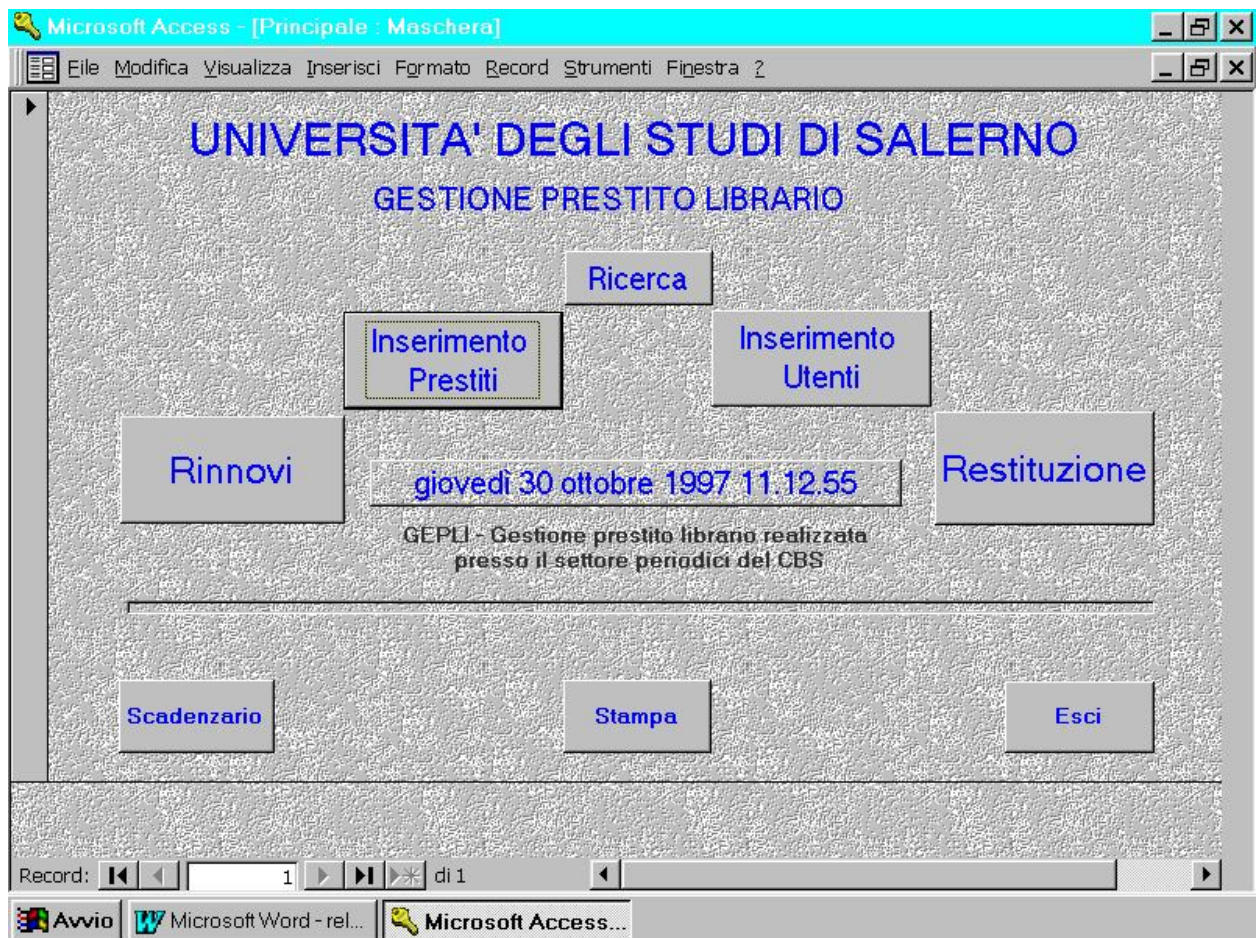 Microsoft Access - [Principale : Maschera]
File Modifica Visualizza Inserisci Formato Record Strumenti Finestra ?
UNIVERSITA' DEGLI STUDI DI SALERNO
GESTIONE PRESTITO LIBRARIO
Ricerca
Inserimento
Prestiti
Inserimento
Utenti
Rinnovi
giovedì 30 ottobre 1997 11.12.55
Restituzione
GEPLI - Gestione prestito librario realizzata
presso il settore periodici del CBS
Scadenzario
Stampa
Esci
Record: 1 di 1
Avvio
Microsoft Word - rel...
Microsoft Access...